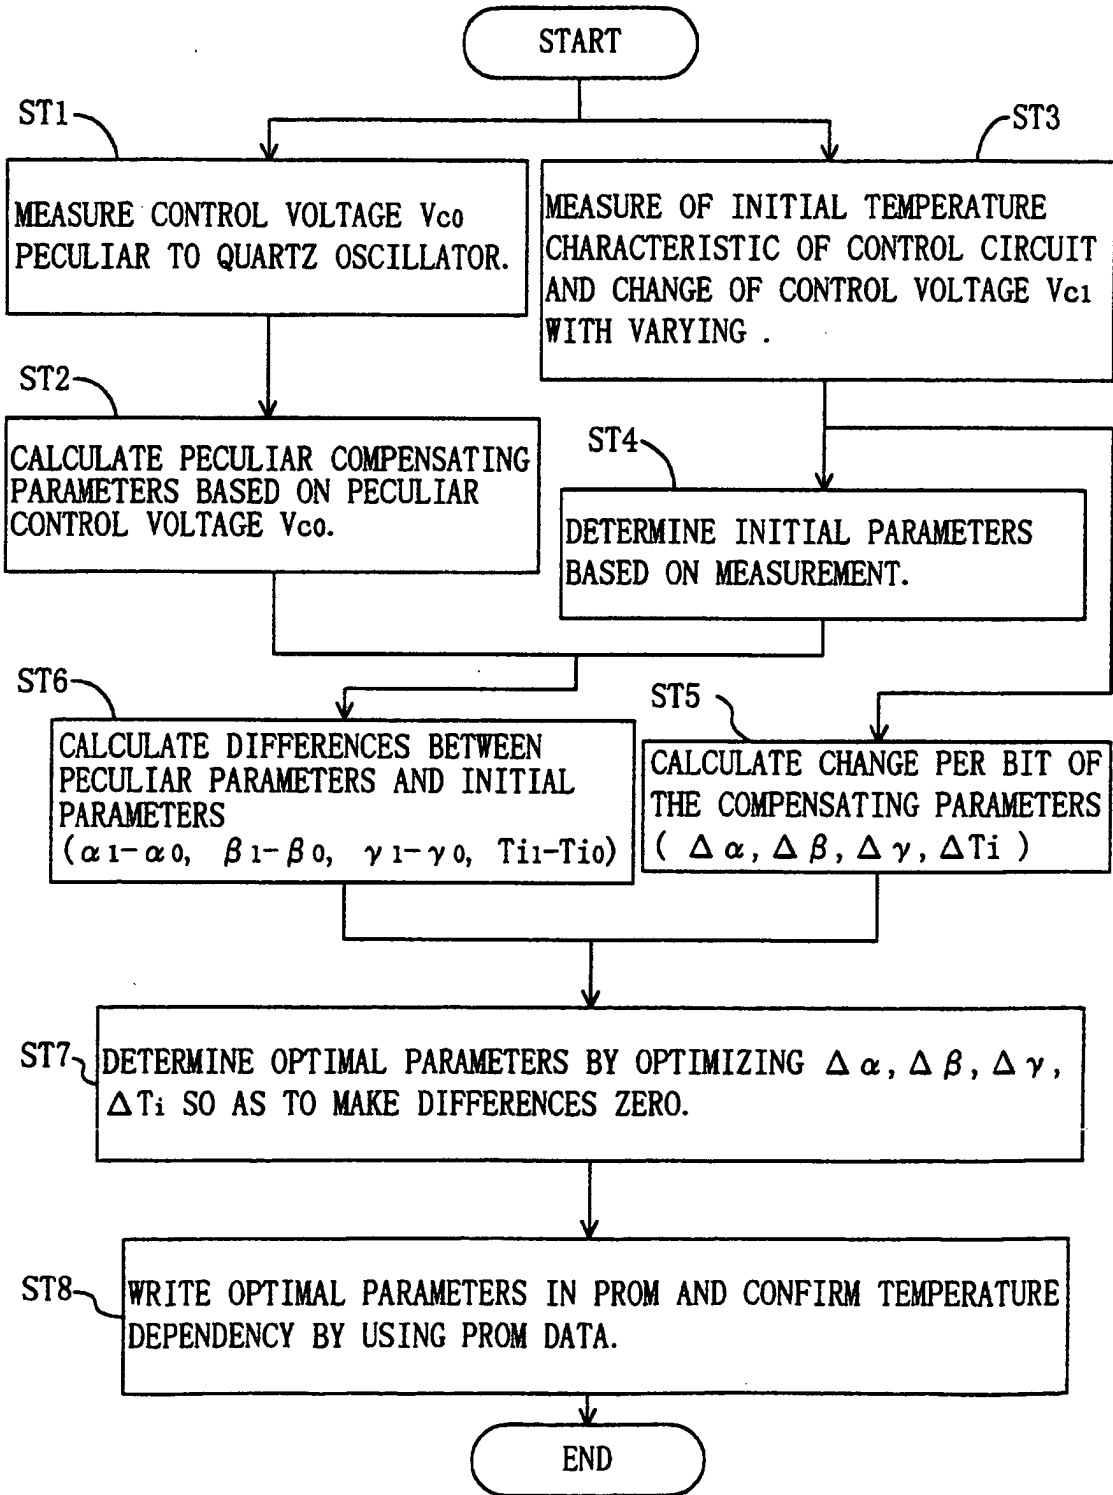 START
ST1
MEASURE CONTROL VOLTAGE Vc0
PECULIAR TO QUARTZ OSCILLATOR.
ST3
MEASURE OF INITIAL TEMPERATURE
CHARACTERISTIC OF CONTROL CIRCUIT
AND CHANGE OF CONTROL VOLTAGE Vc1
WITH VARYING .
ST2
CALCULATE PECULIAR COMPENSATING
PARAMETERS BASED ON PECULIAR
CONTROL VOLTAGE Vc0.
ST4
DETERMINE INITIAL PARAMETERS
BASED ON MEASUREMENT.
ST6
CALCULATE DIFFERENCES BETWEEN
PECULIAR PARAMETERS AND INITIAL
PARAMETERS
(α1-α0, β1-β0, γ1-γ0, Ti1-Ti0)
ST5
CALCULATE CHANGE PER BIT OF
THE COMPENSATING PARAMETERS
( Δα, Δβ, Δγ, ΔTi )
ST7
DETERMINE OPTIMAL PARAMETERS BY OPTIMIZING Δα, Δβ, Δγ,
ΔTi SO AS TO MAKE DIFFERENCES ZERO.
ST8
WRITE OPTIMAL PARAMETERS IN PROM AND CONFIRM TEMPERATURE
DEPENDENCY BY USING PROM DATA.
END